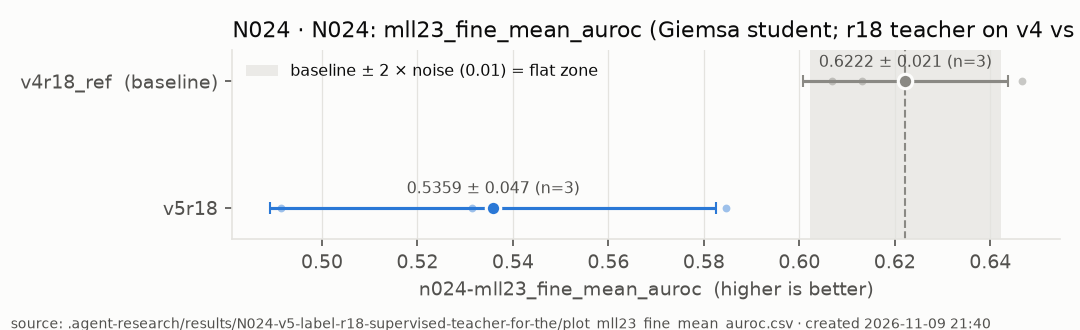 N024 · N024: mll23_fine_mean_auroc (Giemsa student; r18 teacher on v4 vs
v4r18_ref (baseline)
baseline ± 2 × noise (0.01) = flat zone
0.6222 ± 0.021 (n=3)
v5r18
0.5359 ± 0.047 (n=3)
0.50 0.52 0.54 0.56 0.58 0.60 0.62 0.64
n024-mll23_fine_mean_auroc (higher is better)
source: .agent-research/results/N024-v5-label-r18-supervised-teacher-for-the/plot_mll23_fine_mean_auroc.csv · created 2026-11-09 21:40